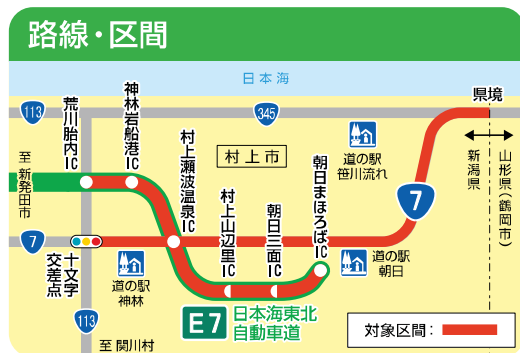 路線・区間
日本海
113
345
県境
荒川胎内IC
神林岩船港IC
村上瀬波温泉IC
村上山辺里IC
朝日三面IC
朝日まほろばIC
村上市
道の駅
笹川流れ
至 新発田市
新潟県
山形県(鶴岡市)
7
7
十文字
交差点
道の駅
神林
道の駅
朝日
E7
日本海東北
自動車道
113
至 関川村
対象区間：